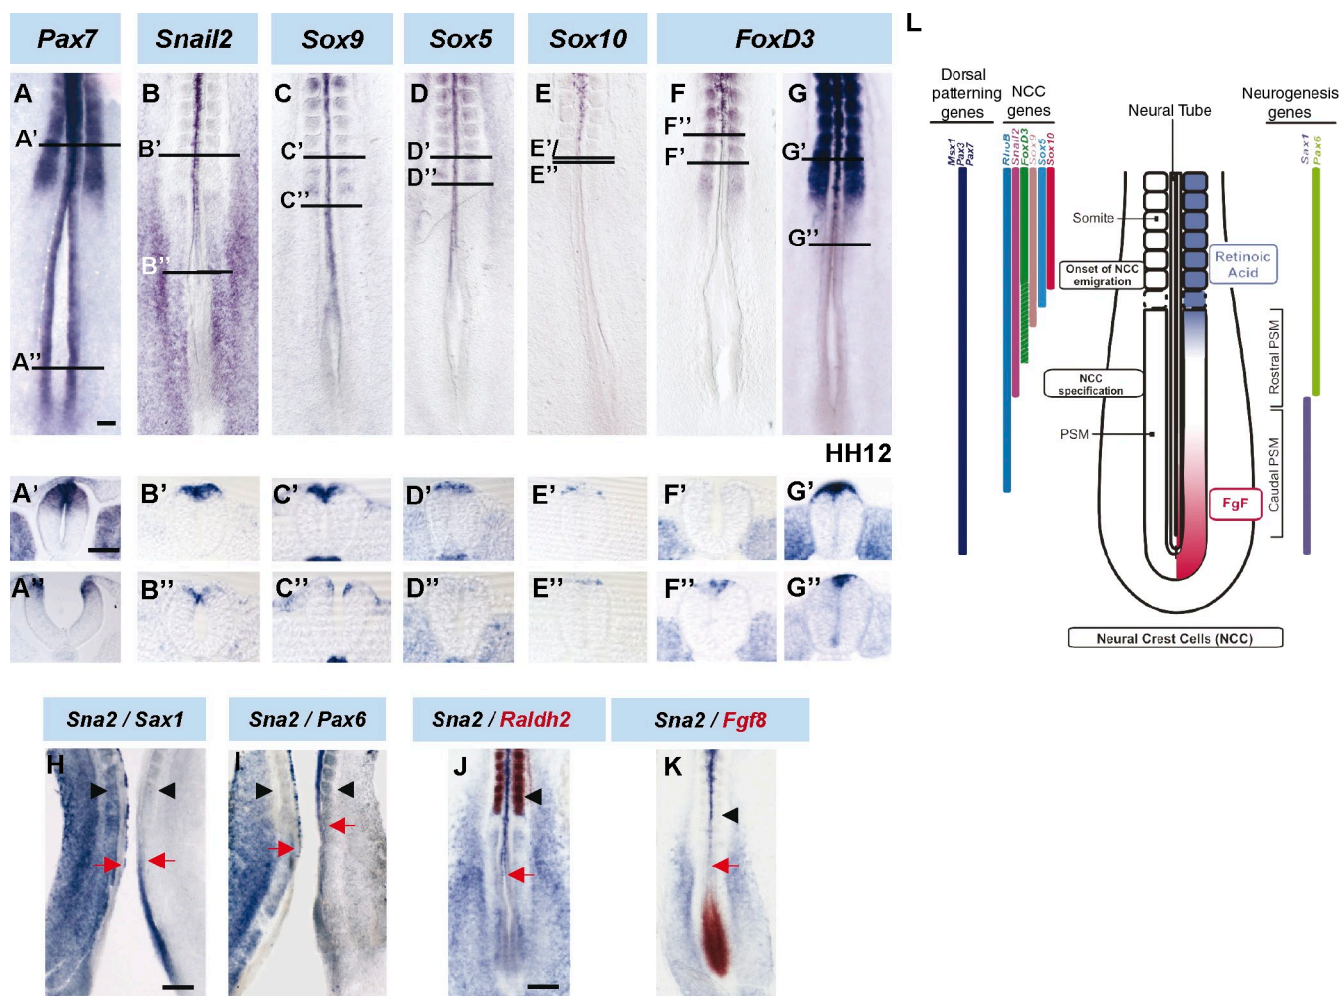 Pax7
Snail2
Sox9
Sox5
Sox10
FoxD3
A
B
C
D
E
F
G
A'
B'
C'
D'
E'/
F''
F'
G'
A''
B''
C''
D''
E''
G''
HH12
A'
B'
C'
D'
E'
F'
G'
A''
B''
C''
D''
E''
F''
G''
Sna2 / Sax1
Sna2 / Pax6
Sna2 / Raldh2
Sna2 / Fgf8
H
I
J
K
L
Dorsal
patterning
genes
NCC
genes
Neural Tube
Neurogenesis
genes
Msx1
Pax3
Pax7
RhoB
Snail2
FoxD3
Sox9
Sox5
Sox10
Sax1
Pax6
Somite
Onset of NCC
emigration
Retinoic
Acid
NCC
specification
PSM
FgF
Rostral PSM
Caudal PSM
Neural Crest Cells (NCC)